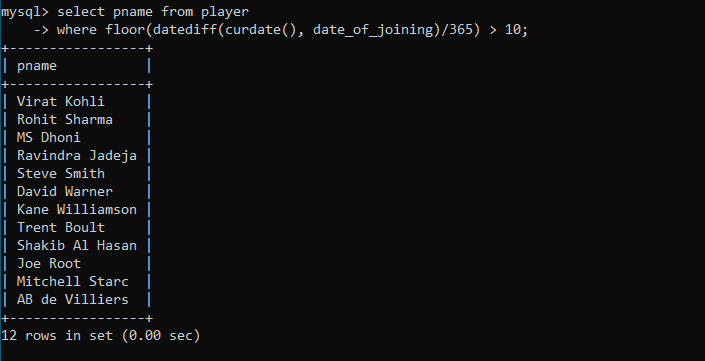 mysql> select pname from player
    -> where floor(datediff(curdate(), date_of_joining)/365) > 10;
+-----------------+
| pname           |
+-----------------+
| Virat Kohli     |
| Rohit Sharma    |
| MS Dhoni        |
| Ravindra Jadeja |
| Steve Smith     |
| David Warner    |
| Kane Williamson |
| Trent Boult     |
| Shakib Al Hasan |
| Joe Root        |
| Mitchell Starc  |
| AB de Villiers  |
+-----------------+
12 rows in set (0.00 sec)